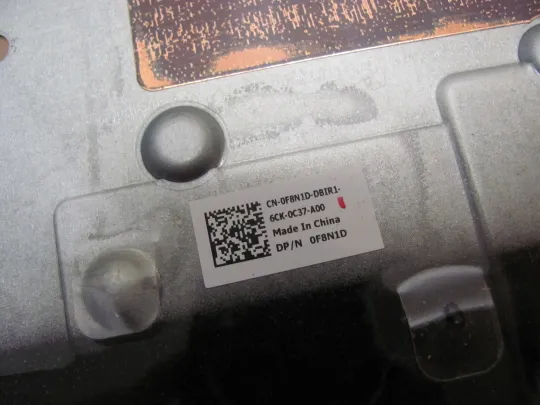 CN-0F8N1D-DBIR1-
6CK-0C37-A00
Made In China
DP/N 0F8N1D